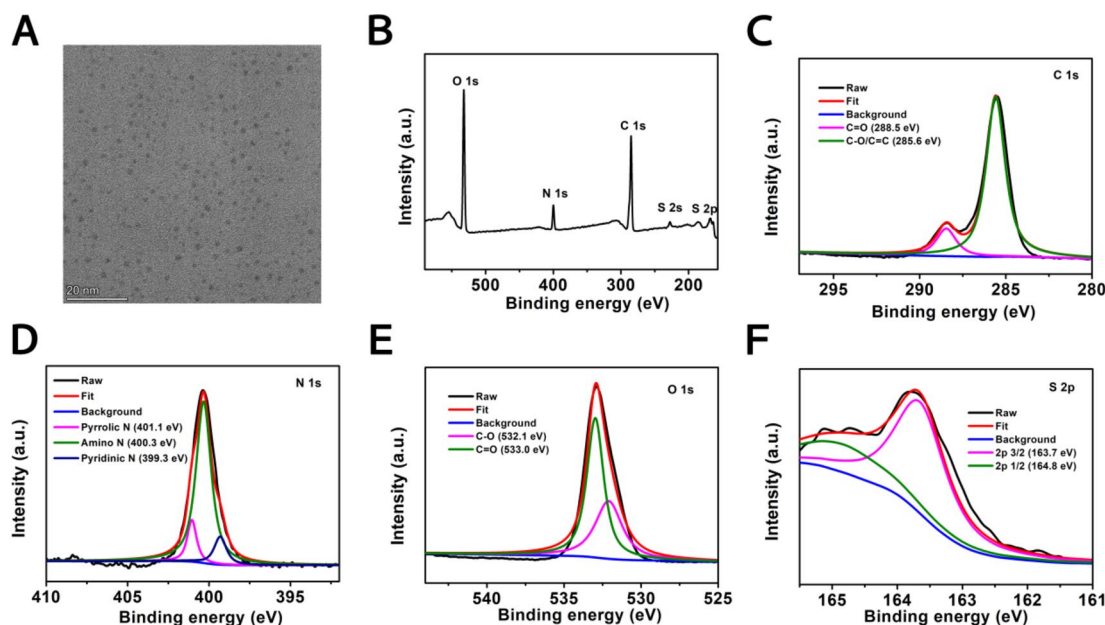 A
20 nm
B
Intensity (a.u.)
O 1s
N 1s
C 1s
S 2s
S 2p
500
400
300
200
Binding energy (eV)
C
Intensity (a.u.)
C 1s
Raw
Fit
Background
C=O (288.5 eV)
C-O/C=C (285.6 eV)
295
290
285
280
Binding energy (eV)
D
Intensity (a.u.)
N 1s
Raw
Fit
Background
Pyrrolic N (401.1 eV)
Amino N (400.3 eV)
Pyridinic N (399.3 eV)
410
405
400
395
Binding energy (eV)
E
Intensity (a.u.)
O 1s
Raw
Fit
Background
C-O (532.1 eV)
C=O (533.0 eV)
540
535
530
525
Binding energy (eV)
F
Intensity (a.u.)
S 2p
Raw
Fit
Background
2p 3/2 (163.7 eV)
2p 1/2 (164.8 eV)
165
164
163
162
161
Binding energy (eV)